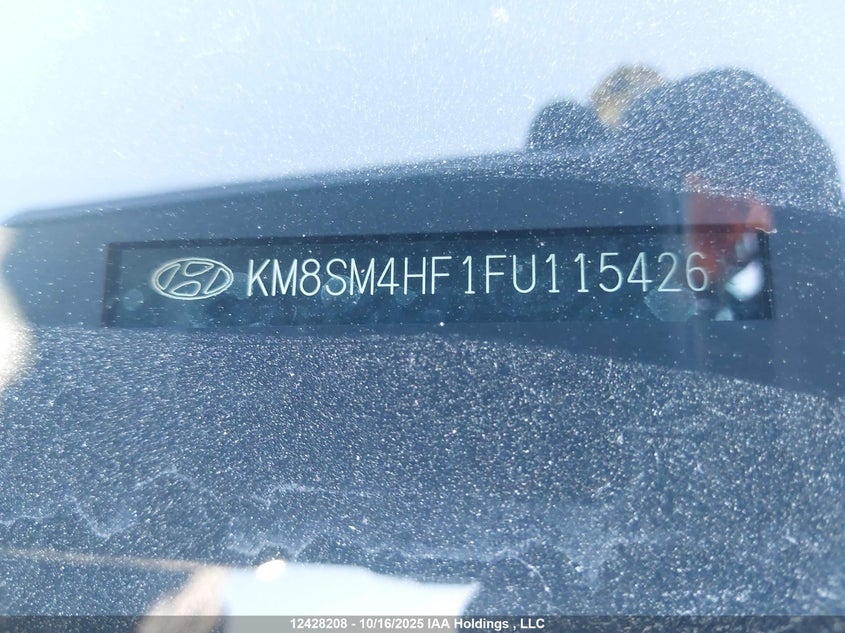 KM8SM4HF1FU115426
12428208 - 10/16/2025 IAA Holdings , LLC